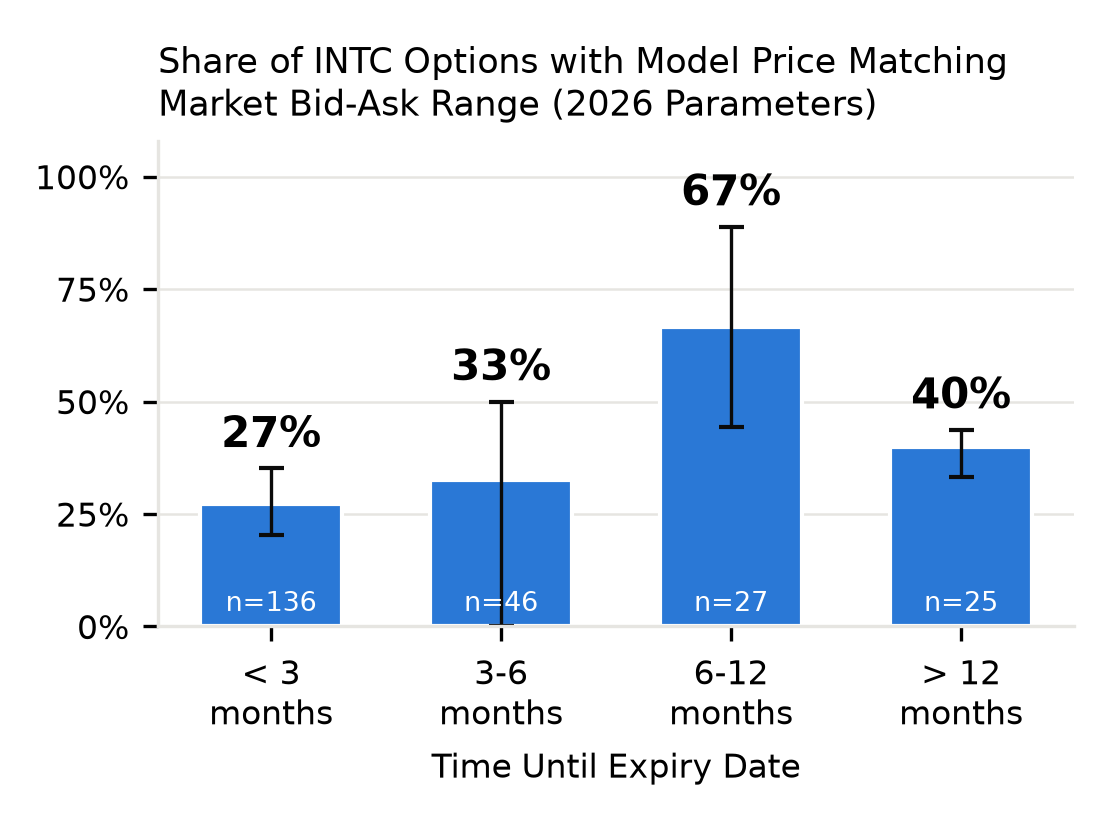 Share of INTC Options with Model Price Matching
Market Bid-Ask Range (2026 Parameters)
100%
75%
50%
25%
0%
27%
33%
67%
40%
n=136
n=46
n=27
n=25
< 3
months
3-6
months
6-12
months
> 12
months
Time Until Expiry Date